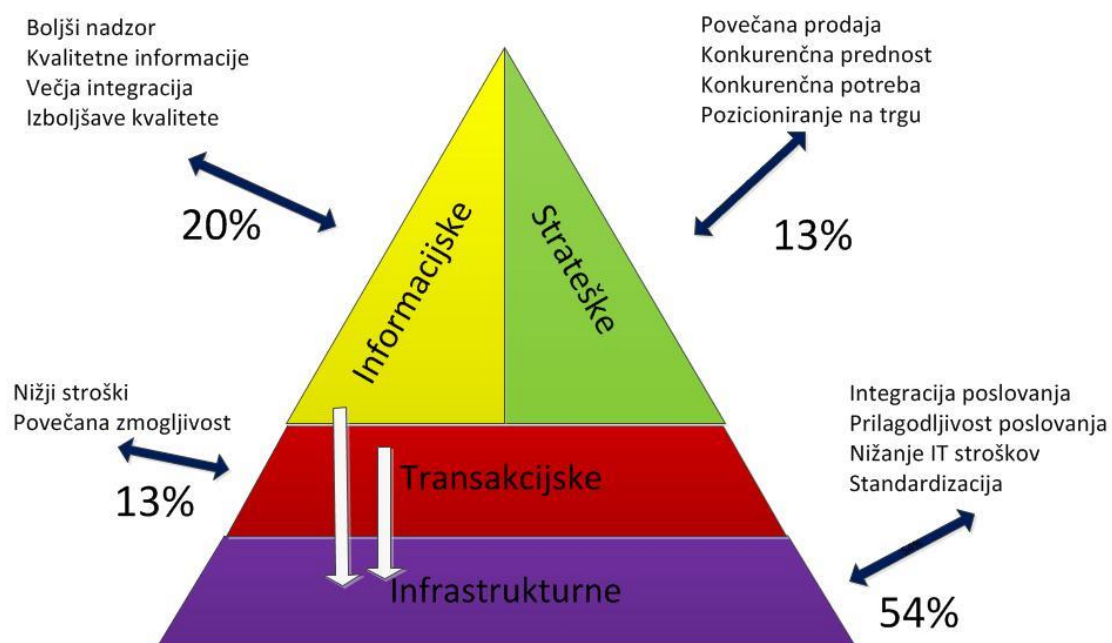 Boljši nadzor
Kvalitetne informacije
Večja integracija
Izboljšave kvalitete
20%
Povečana prodaja
Konkurenčna prednost
Konkurenčna potreba
Pozicioniranje na trgu
13%
Informacijske
Strateške
Nižji stroški
Povečana zmogljivost
13%
Transakcijske
Integracija poslovanja
Prilagodljivost poslovanja
Nižanje IT stroškov
Standardizacija
54%
Infrastrukturne